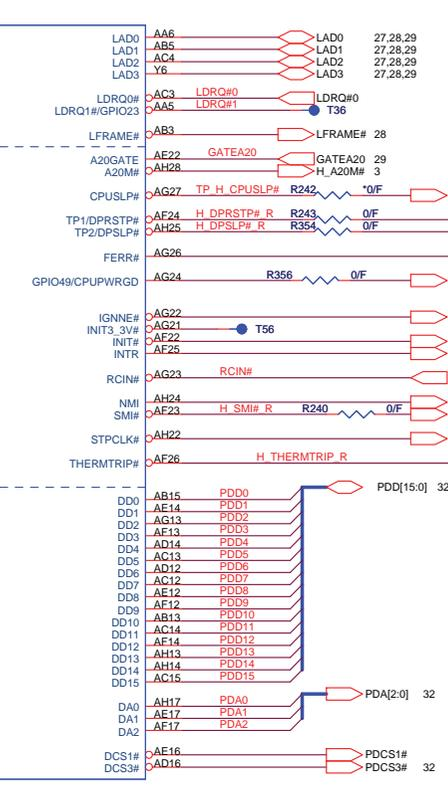 LAD0 AA6 LAD0 27,28,29
LAD1 AB5 LAD1 27,28,29
LAD2 AC4 LAD2 27,28,29
LAD3 Y6 LAD3 27,28,29
LDRQ0# AC3 LDRQ#0 LDRQ#0
LDRQ1#/GPIO23 AA5 LDRQ#1 T36
LFRAME# AB3 LFRAME# 28
A20GATE AE22 GATEA20 GATEA20 29
A20M# AH28 H_A20M# 3
CPUSLP# AG27 TP_H_CPUSLP# R242 *0/F
TP1/DPRSTP# AF24 H_DPRSTP#_R R243 0/F
TP2/DPSLP# AH25 H_DPSLP#_R R354 0/F
FERR# AG26
GPIO49/CPUPWRGD AG24 R356 0/F
IGNNE# AG22
INIT3_3V# AG21 T56
INIT# AF22
INTR AF25
RCIN# AG23 RCIN#
NMI AH24
SMI# AF23 H_SMI#_R R240 0/F
STPCLK# AH22
THERMTRIP# AF26 H_THERMTRIP_R
DD0 AB15 PDD0 PDD[15:0] 32
DD1 AE14 PDD1
DD2 AG13 PDD2
DD3 AF13 PDD3
DD4 AD14 PDD4
DD5 AC13 PDD5
DD6 AD12 PDD6
DD7 AC12 PDD7
DD8 AE12 PDD8
DD9 AF12 PDD9
DD10 AB13 PDD10
DD11 AC14 PDD11
DD12 AF14 PDD12
DD13 AH13 PDD13
DD14 AH14 PDD14
DD15 AC15 PDD15
DA0 AH17 PDA0 PDA[2:0] 32
DA1 AE17 PDA1
DA2 AF17 PDA2
DCS1# AE16 PDCS1#
DCS3# AD16 PDCS3# 32